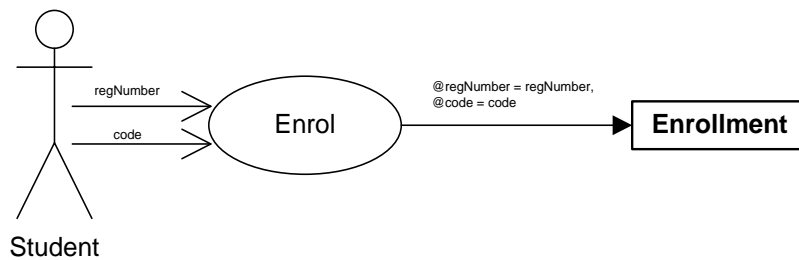 regNumber
code
Enrol
@regNumber = regNumber,
@code = code
Enrollment
Student